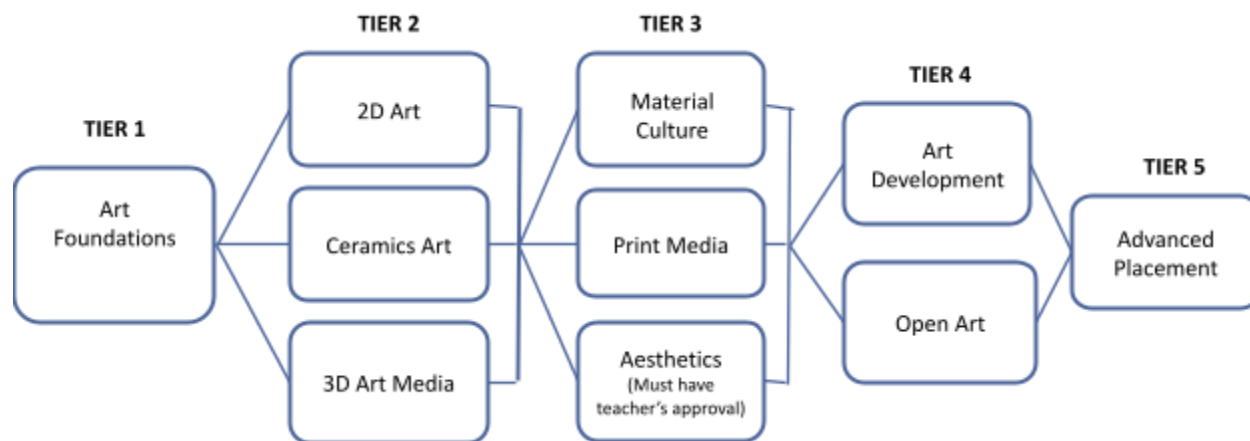 TIER 1
Art
Foundations
TIER 2
2D Art
Ceramics Art
3D Art Media
TIER 3
Material
Culture
Print Media
Aesthetics
(Must have
teacher's approval)
TIER 4
Art
Development
Open Art
TIER 5
Advanced
Placement